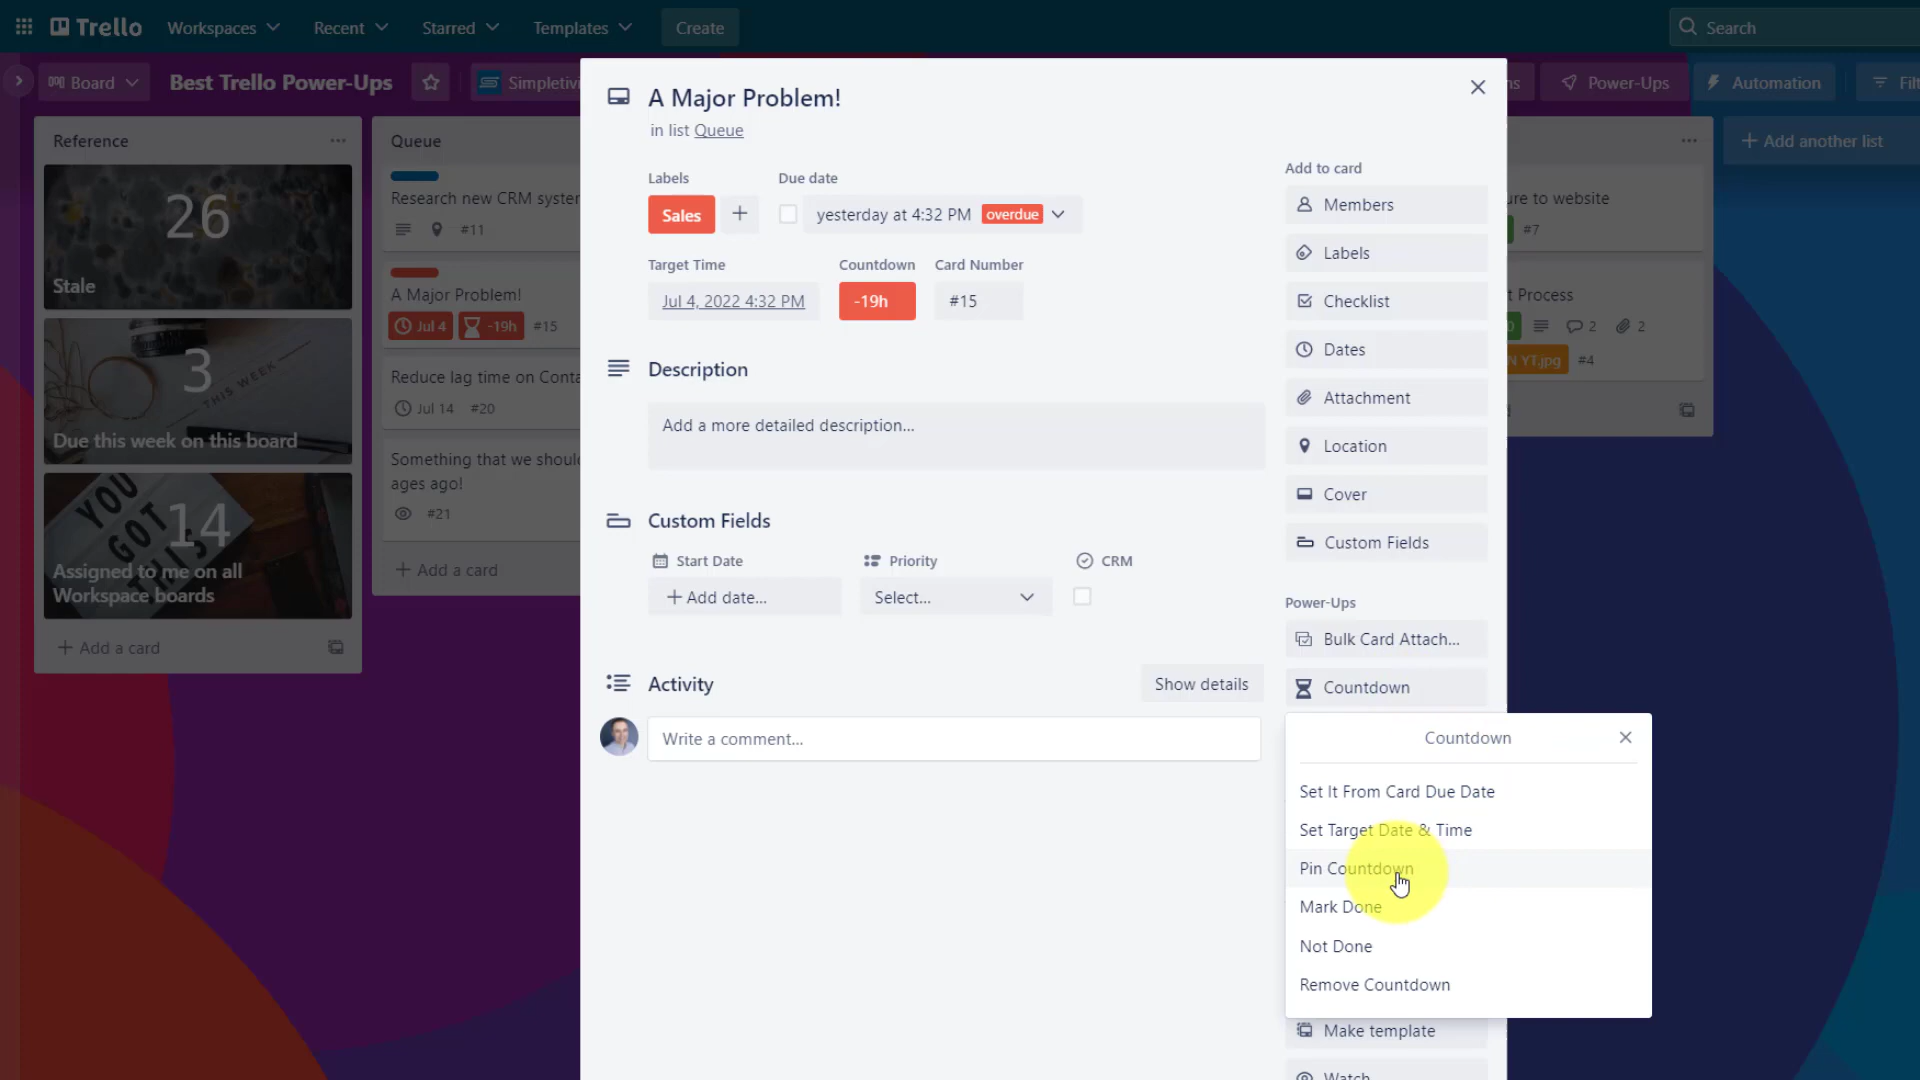 Trello
Workspaces
Recent
Starred
Templates
Create
Search
Board
Best Trello Power-Ups
Power-Ups
Automation
Reference
26
Stale
3
THIS WEEK
Due this week on this board
YOU
GOT
THIS
14
Assigned to me on all
Workspace boards
+ Add a card
Queue
Research new CRM
#11
A Major Problem!
Jul 4 -19h #15
Reduce lag time on
Jul 14 #20
Something that we
ages ago!
#21
+ Add a card
A Major Problem!
in list Queue
Labels
Sales
+
Due date
yesterday at 4:32 PM overdue
Target Time
Jul 4, 2022 4:32 PM
Countdown
-19h
Card Number
#15
Description
Add a more detailed description...
Custom Fields
Start Date
+ Add date...
Priority
Select...
CRM
Activity
Show details
Write a comment...
Add to card
Members
Labels
Checklist
Dates
Attachment
Location
Cover
Custom Fields
Power-Ups
Bulk Card Attach...
Countdown
Countdown
Set It From Card Due Date
Set Target Date & Time
Pin Countdown
Mark Done
Not Done
Remove Countdown
Make template
to website
#7
Process
2 2
YT.jpg #4
+ Add another list